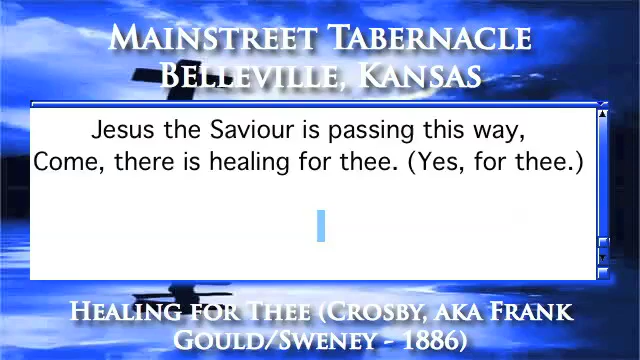 Mainstreet Tabernacle
Belleville, Kansas
Jesus the Saviour is passing this way,
Come, there is healing for thee. (Yes, for thee.)
Healing for Thee (Crosby, aka Frank
Gould/Sweney - 1886)